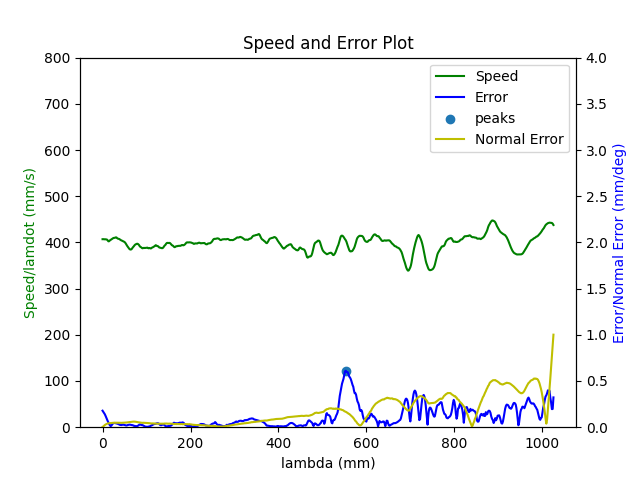 Speed and Error Plot
Speed
Error
peaks
Normal Error
Speed/lamdot (mm/s)
800
700
600
500
400
300
200
100
0
4.0
3.5
3.0
2.5
2.0
1.5
1.0
0.5
0.0
Error/Normal Error (mm/deg)
0 200 400 600 800 1000
lambda (mm)